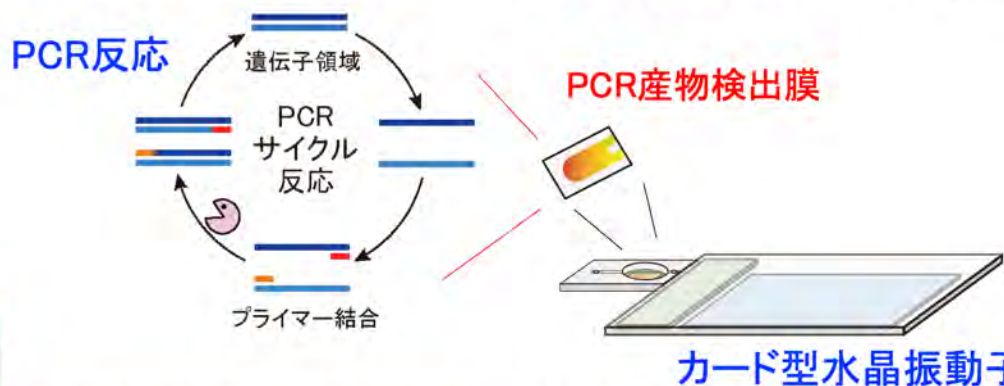 PCR反応
遺伝子領域
PCR
サイクル
反応
プライマー結合
PCR産物検出膜
カード型水晶振動子